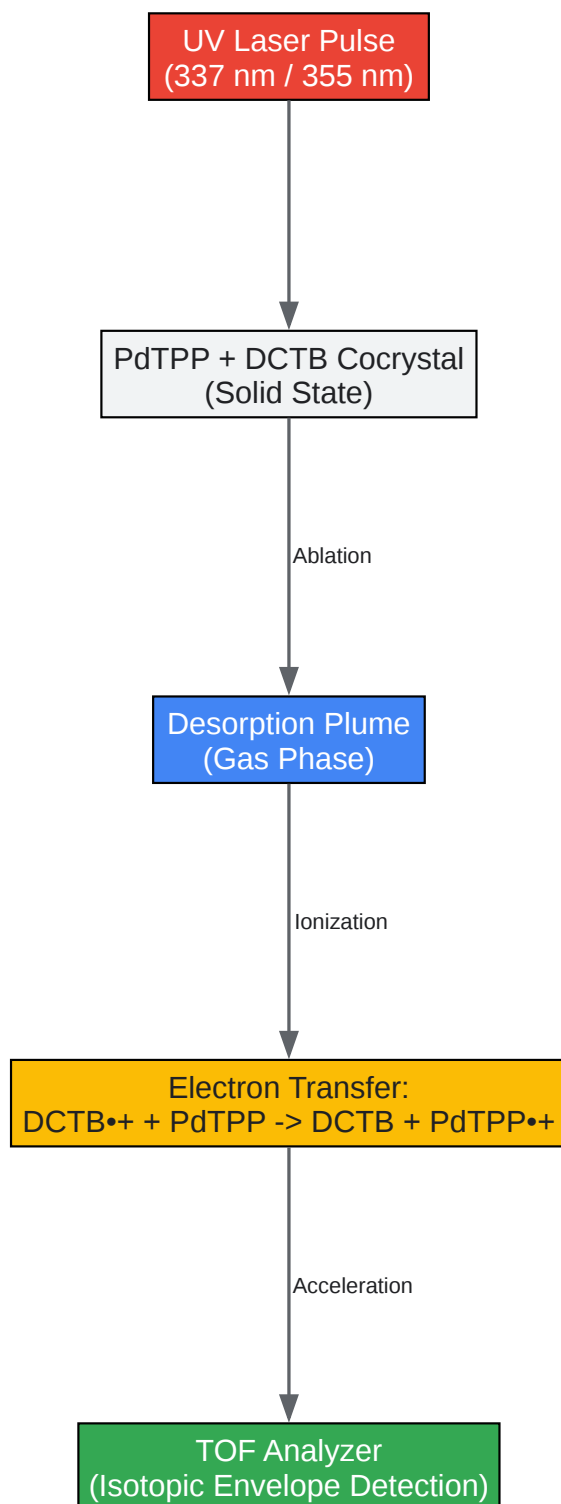 UV Laser Pulse
(337 nm / 355 nm)
PdTPP + DCTB Cocrystal
(Solid State)
Ablation
Desorption Plume
(Gas Phase)
Ionization
Electron Transfer:
DCTB•+ + PdTPP -> DCTB + PdTPP•+
Acceleration
TOF Analyzer
(Isotopic Envelope Detection)